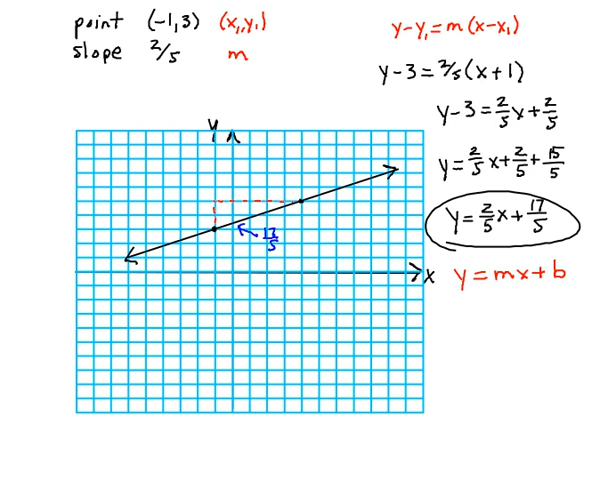 point (-1,3) (x₁,y₁)
slope 2/5 m
y-y₁=m(x-x₁)
y-3=2/5(x+1)
y-3=2/5x+2/5
y=2/5x+2/5+15/5
y=2/5x+17/5
y=mx+b
y
17/5
x